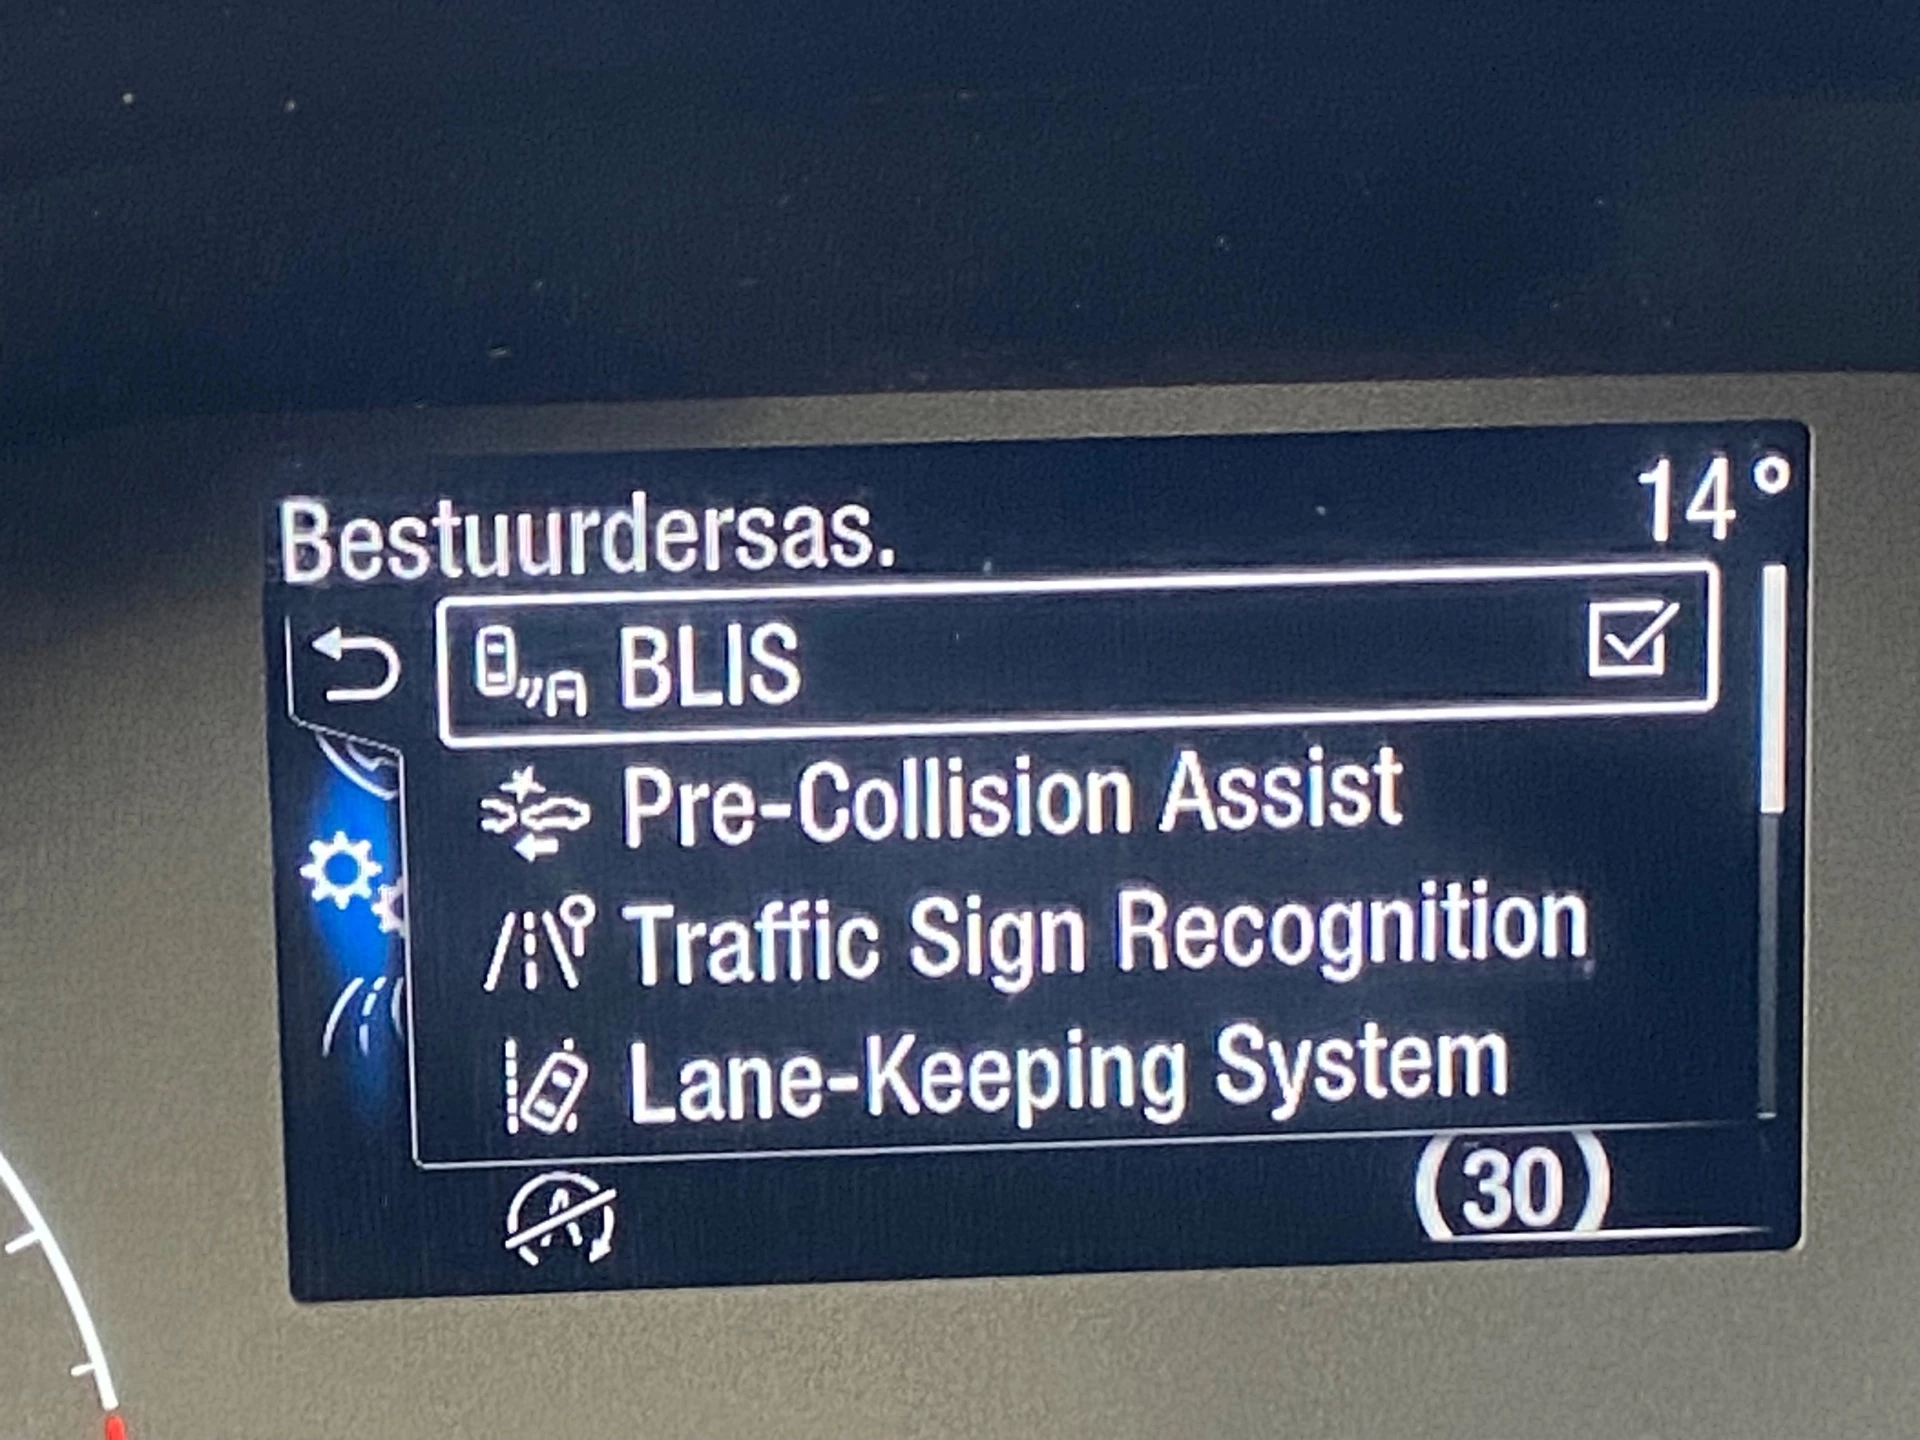 Bestuurdersas.
14°
BLIS
Pre-Collision Assist
Traffic Sign Recognition
Lane-Keeping System
A
(30)